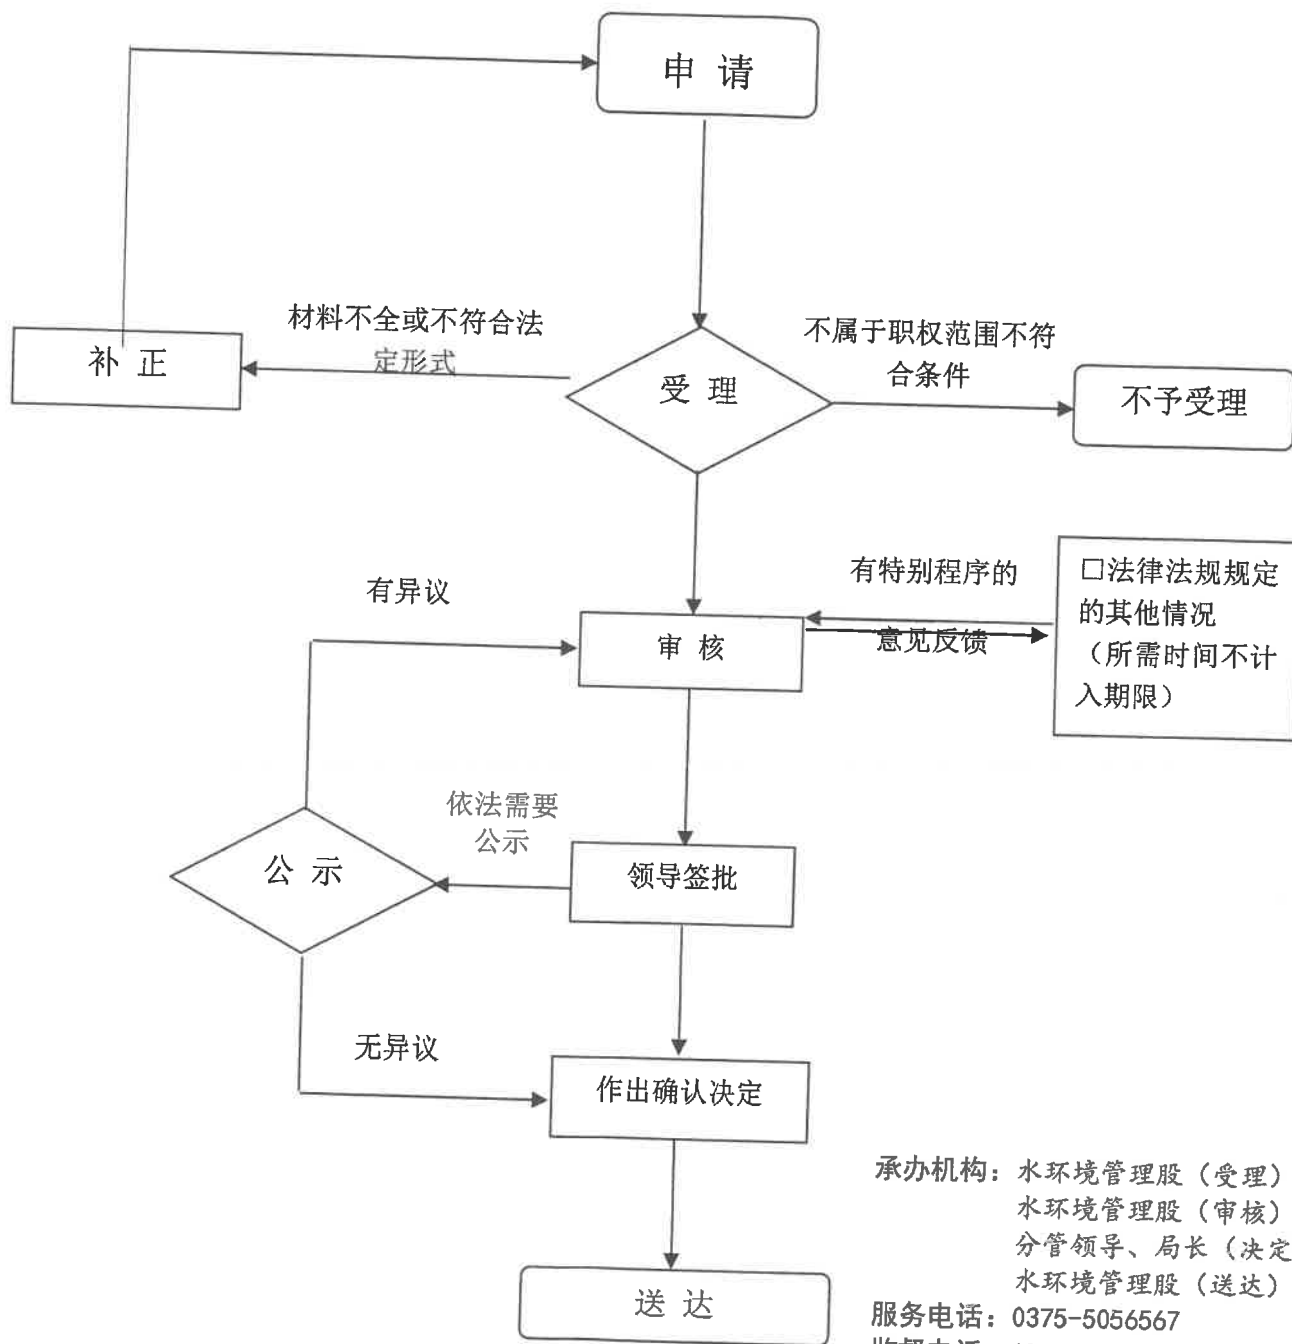 申 请
材料不全或不符合法
定形式
不属于职权范围不符
合条件
补 正
受 理
不予受理
有异议
有特别程序的
意见反馈
□法律法规规定
的其他情况
（所需时间不计
入期限）
审 核
依法需要
公示
公 示
领导签批
无异议
作出确认决定
送 达
承办机构：水环境管理股（受理）
水环境管理股（审核）
分管领导、局长（决定
水环境管理股（送达）
服务电话：0375-5056567